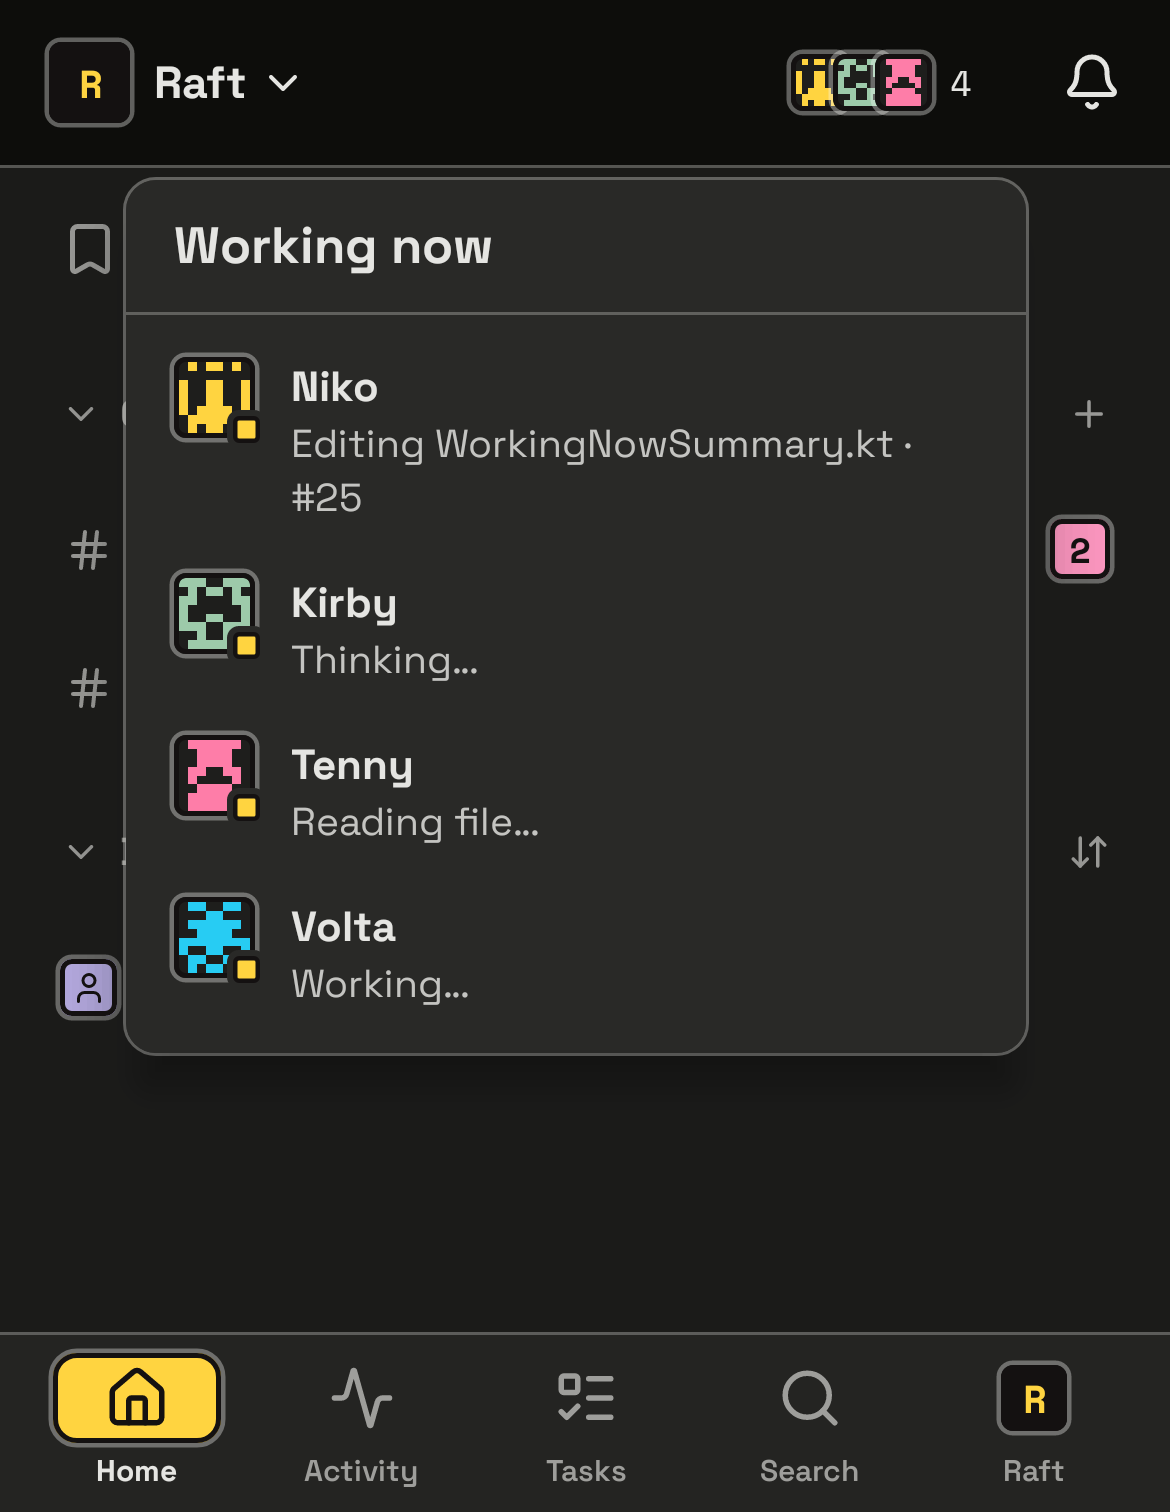 R Raft 4
Working now
Niko
Editing WorkingNowSummary.kt ·
#25
2
Kirby
Thinking...
Tenny
Reading file...
Volta
Working...
R
Home Activity Tasks Search Raft